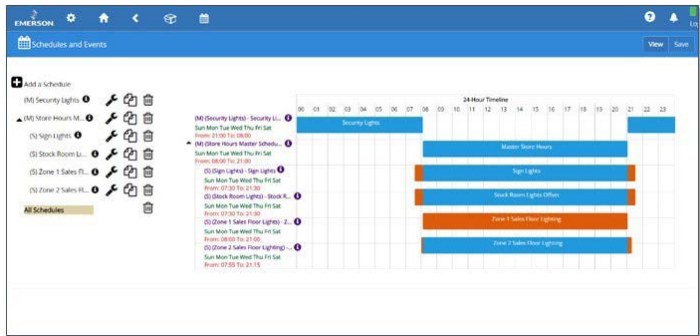 EMERSON
Lo
Schedules and Events
View Save
Add a Schedule
(M) Security Lights
(M) Store Hours M...
(S) Sign Lights
(S) Stock Room Li...
(S) Zone 1 Sales Fl...
(S) Zone 2 Sales Fl...
All Schedules
24-Hour Timeline
00 01 02 03 04 05 06 07 08 09 10 11 12 13 14 15 16 17 18 19 20 21 22 23
(M) (Security Lights) - Security Li...
Security Lights
Sun Mon Tue Wed Thu Fri Sat
From: 21:00 To: 08:00
(M) (Store Hours Master Schedu...
Master Store Hours
Sun Mon Tue Wed Thu Fri Sat
From: 08:00 To: 21:00
(S) (Sign Lights) - Sign Lights
Sign Lights
Sun Mon Tue Wed Thu Fri Sat
From: 07:30 To: 21:30
(S) (Stock Room Lights) - Stock R...
Stock Room Lights Offset
Sun Mon Tue Wed Thu Fri Sat
From: 07:30 To: 21:30
(S) (Zone 1 Sales Floor Lights) - Z...
Zone 1 Sales Floor Lighting
Sun Mon Tue Wed Thu Fri Sat
From: 08:00 To: 21:00
(S) (Zone 2 Sales Floor Lighting) -...
Zone 2 Sales Floor Lighting
Sun Mon Tue Wed Thu Fri Sat
From: 07:55 To: 21:15